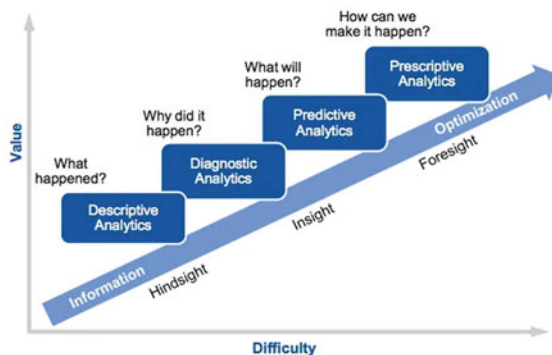 How can we
make it happen?
Prescriptive
Analytics
What will
happen?
Predictive
Analytics
Optimization
Why did it
happen?
Diagnostic
Analytics
Foresight
What
happened?
Descriptive
Analytics
Insight
Information
Hindsight
Value
Difficulty